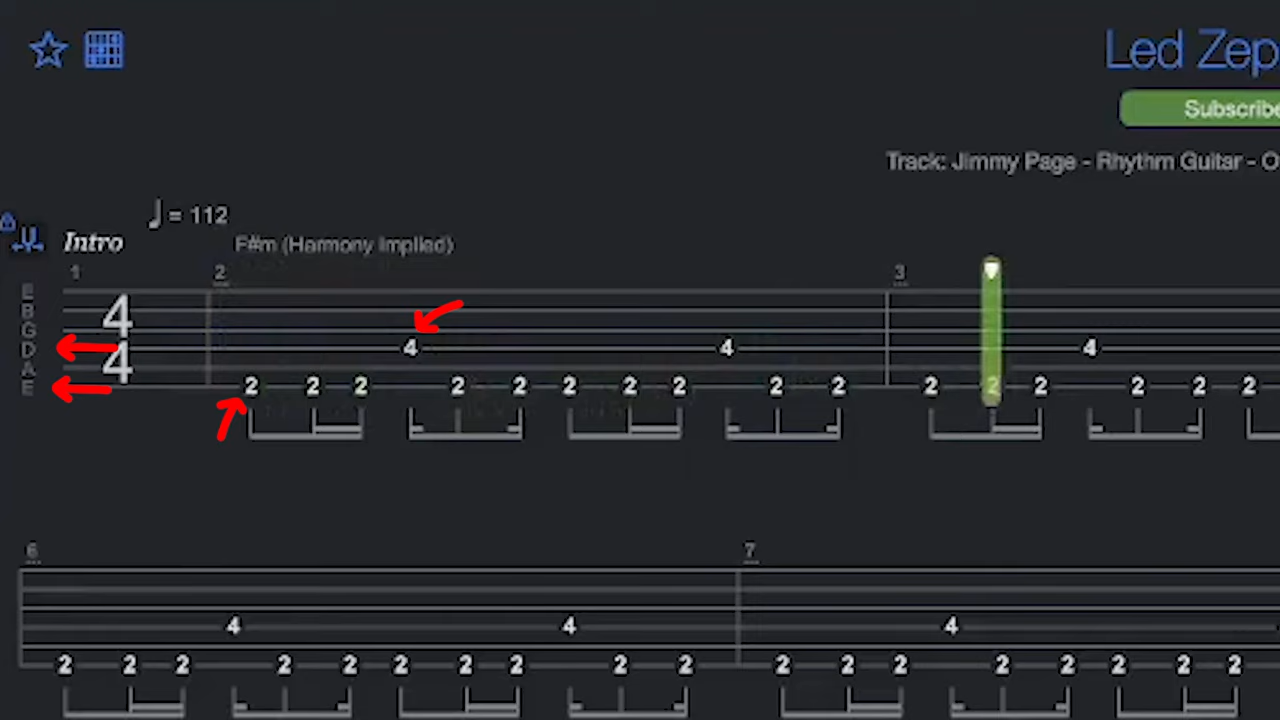 Led Zep
Subscribe
Track: Jimmy Page - Rhythm Guitar - O
♩ = 112
Intro
F#m (Harmony Implied)
1 2 3
E
B
G
D
A
E
4
4
4 4 4
2 2 2 2 2 2 2 2 2 2 2 2 2 2 2 2
6 7
4 4 4
2 2 2 2 2 2 2 2 2 2 2 2 2 2 2 2 2 2